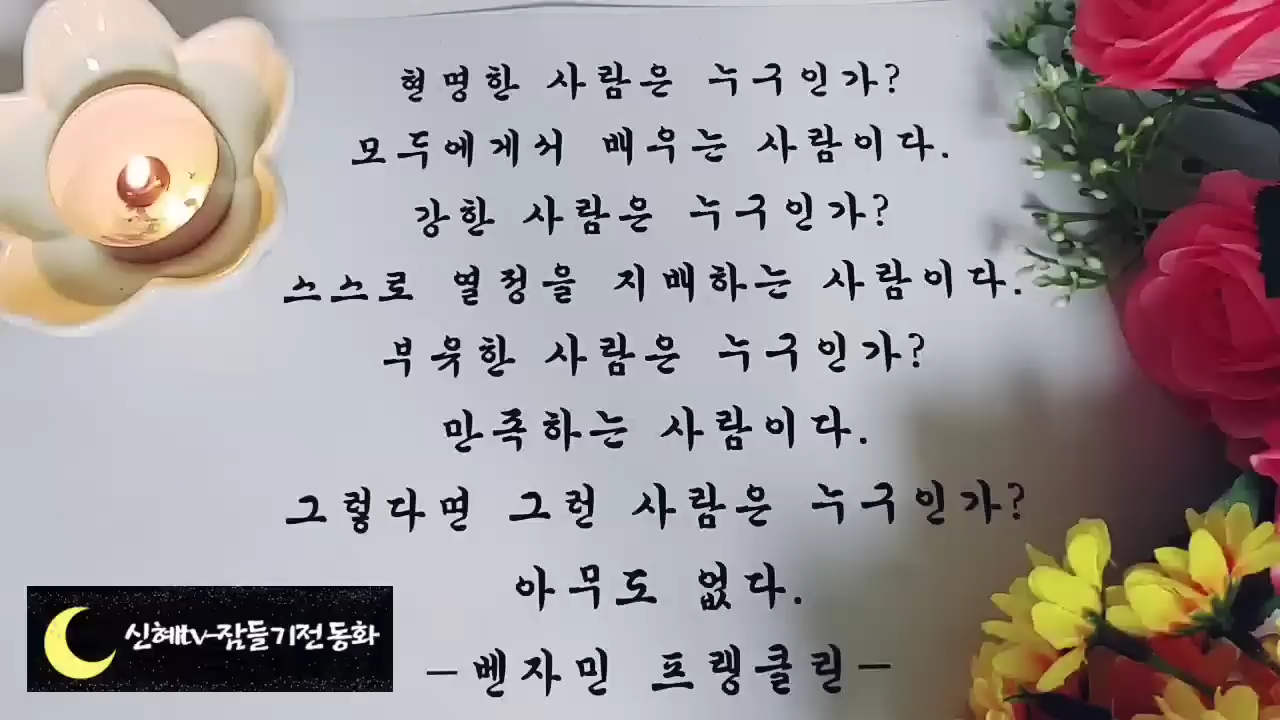 현명한 사람은 누구인가?
모두에게서 배우는 사람이다.
강한 사람은 누구인가?
스스로 열정을 지배하는 사람이다.
부유한 사람은 누구인가?
만족하는 사람이다.
그렇다면 그런 사람은 누구인가?
아무도 없다.
-벤자민 프랭클린-
신혜tv-잠들기전 동화